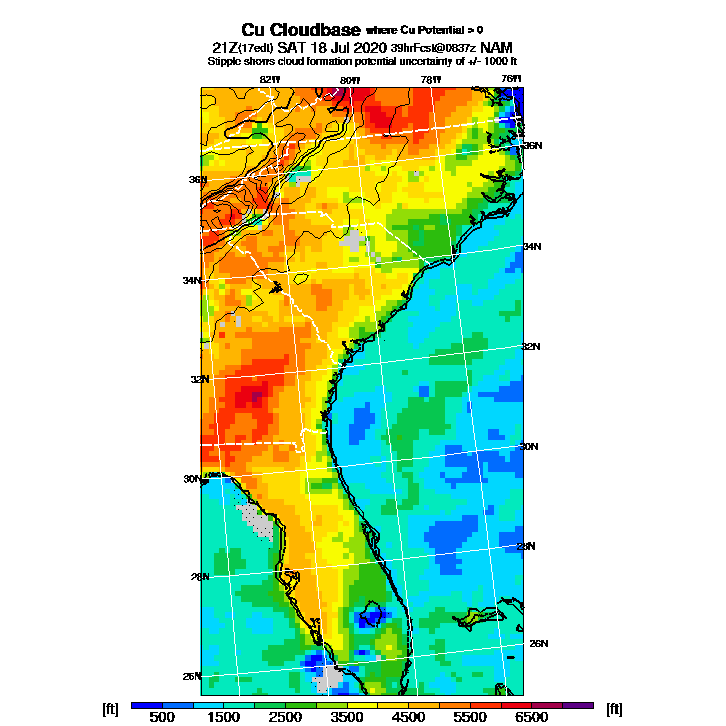 Cu Cloudbase where Cu Potential > 0
21Z(17edt) SAT 18 Jul 2020 39hrFcst@0837z NAM
Stipple shows cloud formation potential uncertainty of +/- 1000 ft
82W 80W 78W 76W
36N
36N
34N
34N
32N
32N
30N
30N
28N
28N
26N
26N
[ft] 500 1500 2500 3500 4500 5500 6500 [ft]